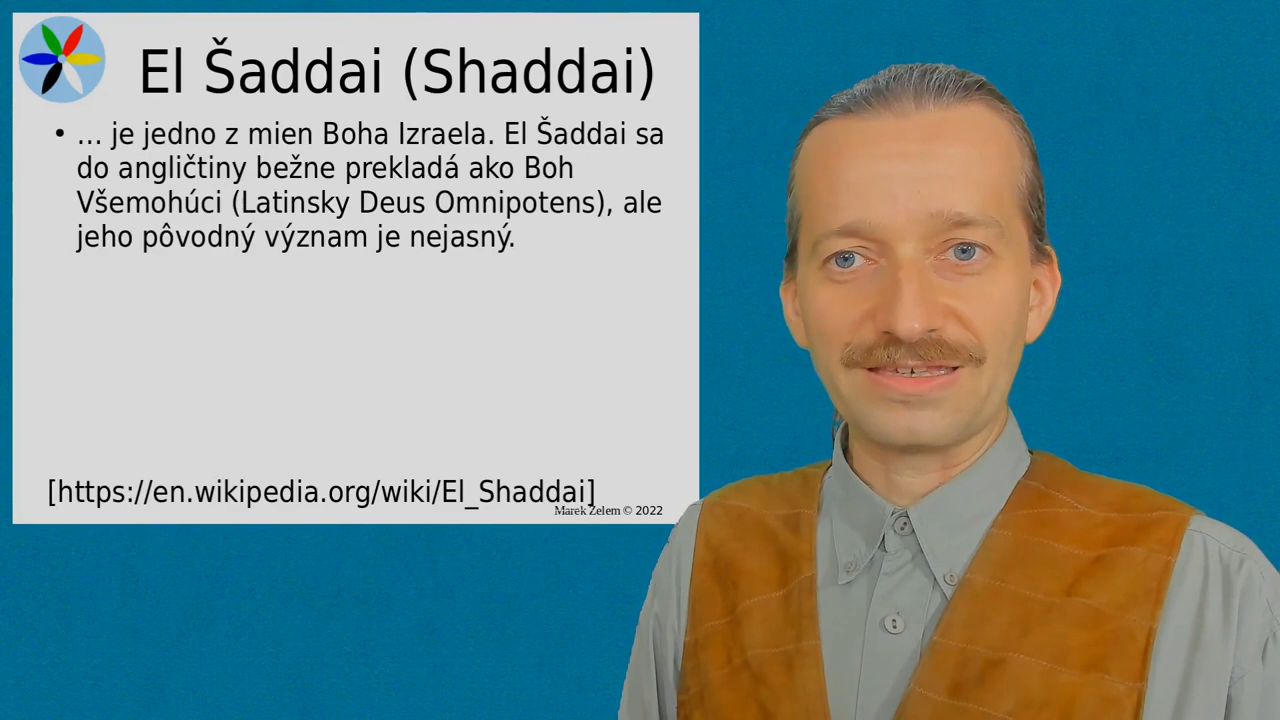 El Šaddai (Shaddai)
• ... je jedno z mien Boha Izraela. El Šaddai sa
do angličtiny bežne prekladá ako Boh
Všemohúci (Latinsky Deus Omnipotens), ale
jeho pôvodný význam je nejasný.
[https://en.wikipedia.org/wiki/El_Shaddai]
Marek Zelem © 2022